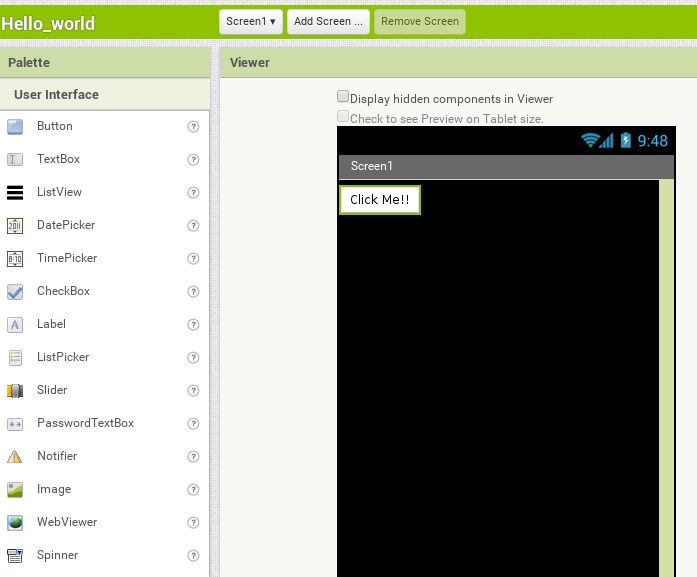 Hello_world
Screen1 ▾
Add Screen ...
Remove Screen
Palette
User Interface
Button
TextBox
ListView
DatePicker
TimePicker
CheckBox
Label
ListPicker
Slider
PasswordTextBox
Notifier
Image
WebViewer
Spinner
Viewer
Display hidden components in Viewer
Check to see Preview on Tablet size.
9:48
Screen1
Click Me!!